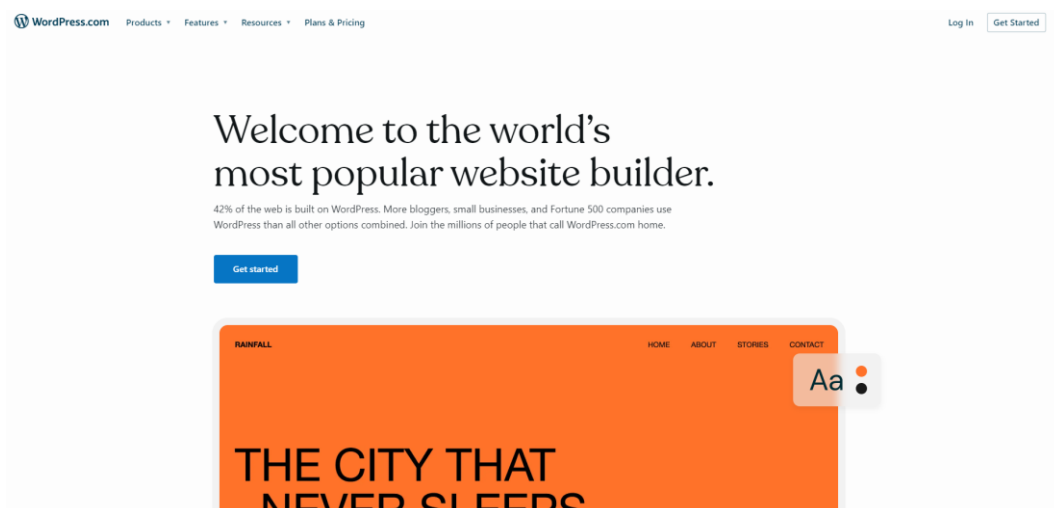 WordPress.com Products Features Resources Plans & Pricing Log In Get Started
Welcome to the world's
most popular website builder.
42% of the web is built on WordPress. More bloggers, small businesses, and Fortune 500 companies use
WordPress than all other options combined. Join the millions of people that call WordPress.com home.
Get started
RAINFALL HOME ABOUT STORIES CONTACT
Aa
THE CITY THAT
NEVER SLEEPS